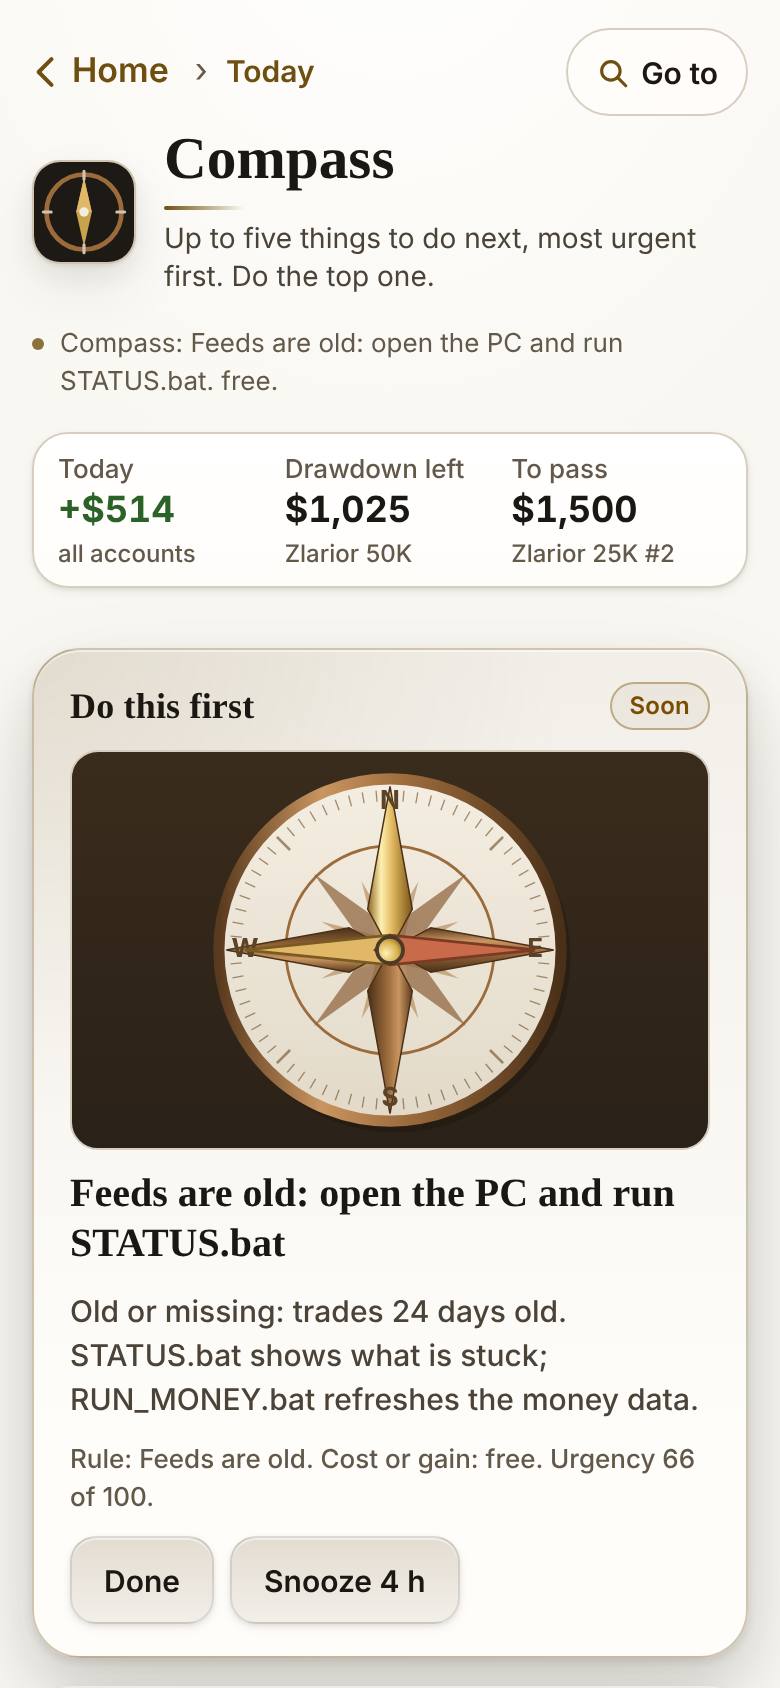 Home › Today
Go to
Compass
Up to five things to do next, most urgent
first. Do the top one.
Compass: Feeds are old: open the PC and run
STATUS.bat. free.
Today
+$514
all accounts
Drawdown left
$1,025
Zlarior 50K
To pass
$1,500
Zlarior 25K #2
Do this first
Soon
N
W
E
S
Feeds are old: open the PC and run
STATUS.bat
Old or missing: trades 24 days old.
STATUS.bat shows what is stuck;
RUN_MONEY.bat refreshes the money data.
Rule: Feeds are old. Cost or gain: free. Urgency 66
of 100.
Done
Snooze 4 h